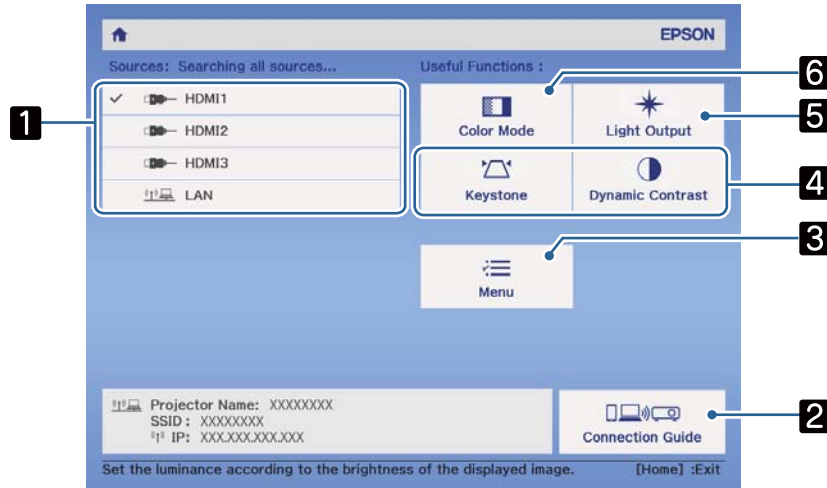 EPSON
Sources: Searching all sources...
Useful Functions :
1
✓ HDMI1
HDMI2
HDMI3
LAN
6
Color Mode
5
Light Output
4
Keystone
Dynamic Contrast
3
Menu
Projector Name: XXXXXXXX
SSID : XXXXXXXX
IP: XXX.XXX.XXX.XXX
2
Connection Guide
Set the luminance according to the brightness of the displayed image.
[Home] :Exit